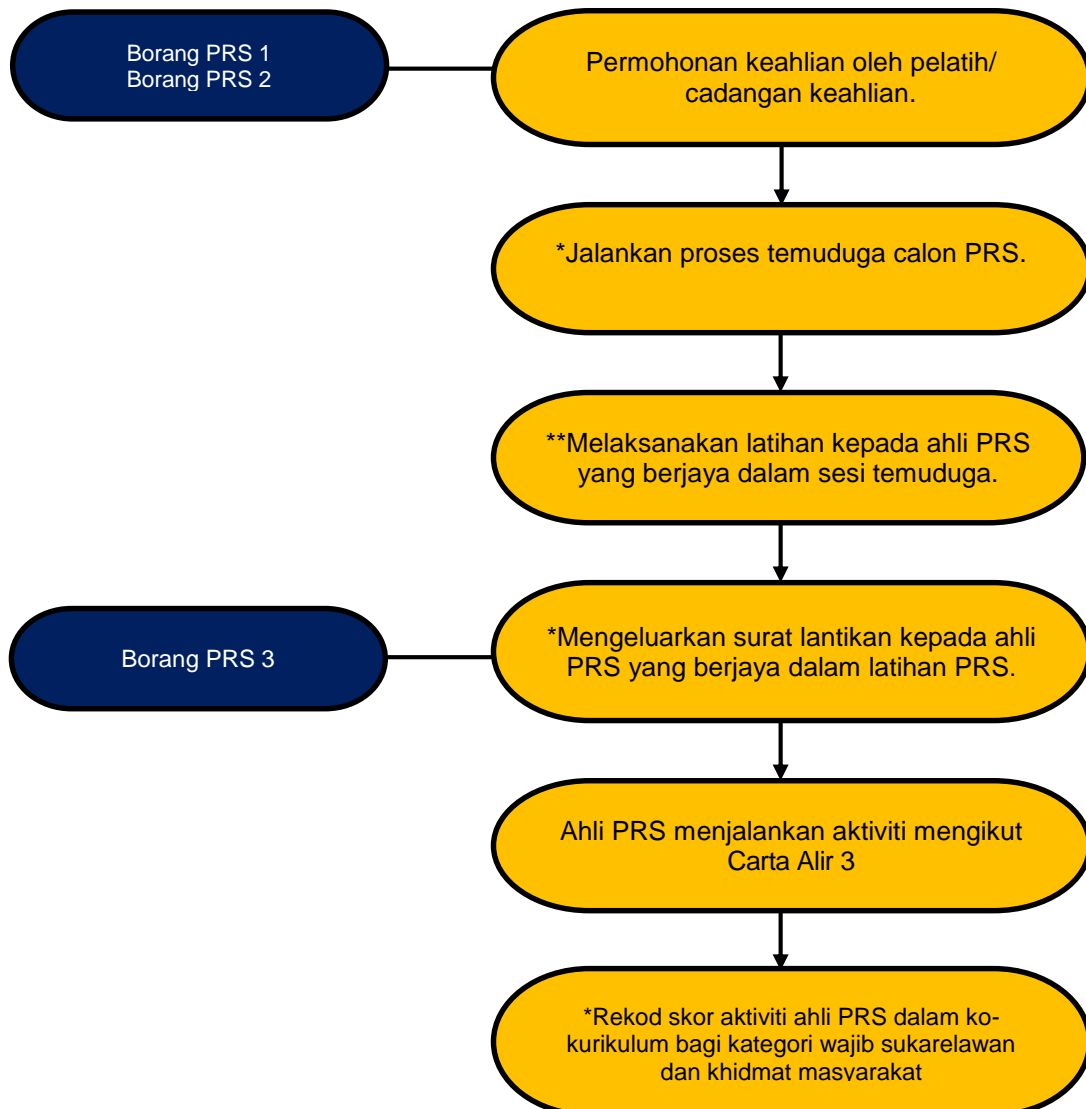 Borang PRS 1
Borang PRS 2
Permohonan keahlian oleh pelatih/
cadangan keahlian.
*Jalankan proses temuduga calon PRS.
**Melaksanakan latihan kepada ahli PRS
yang berjaya dalam sesi temuduga.
Borang PRS 3
*Mengeluarkan surat lantikan kepada ahli
PRS yang berjaya dalam latihan PRS.
Ahli PRS menjalankan aktiviti mengikut
Carta Alir 3
*Rekod skor aktiviti ahli PRS dalam ko-
kurikulum bagi kategori wajib sukarelawan
dan khidmat masyarakat